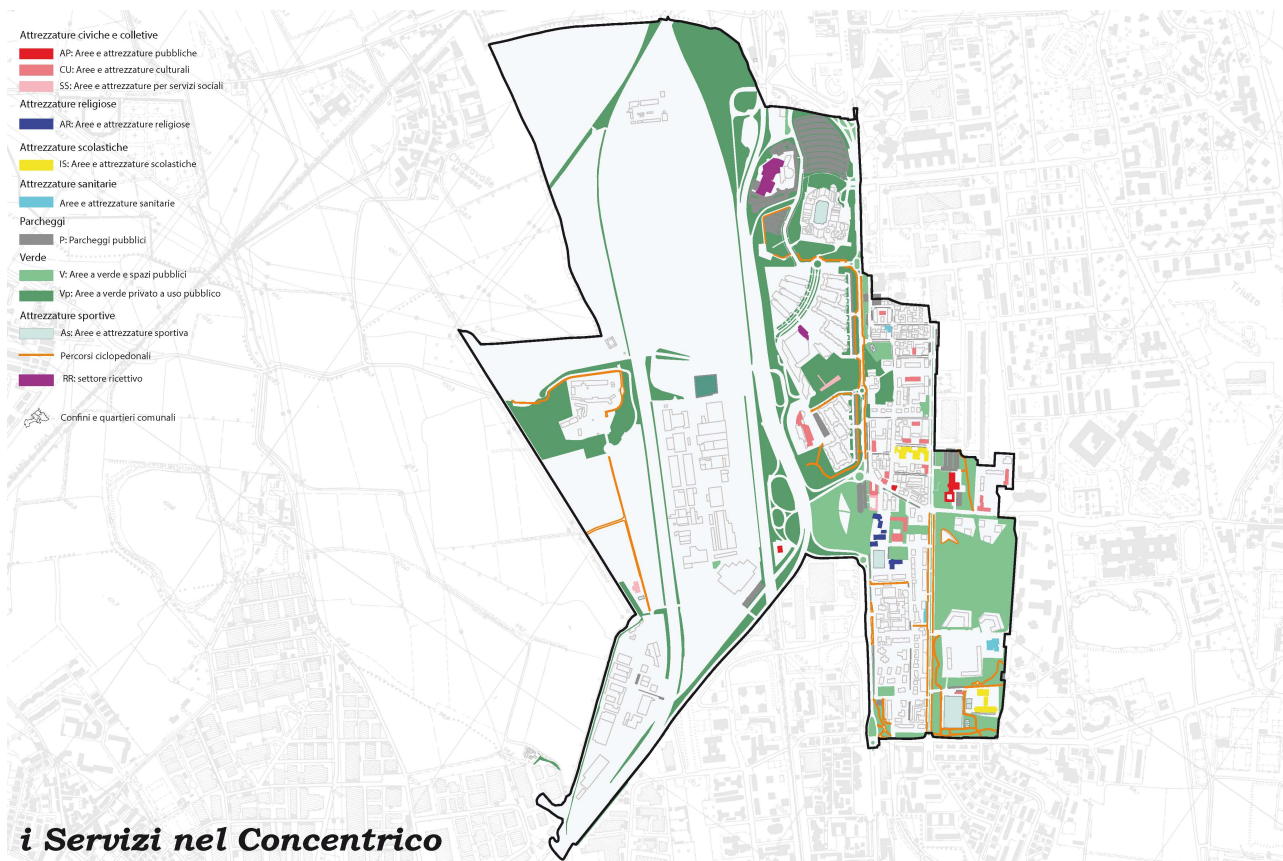 Attrezzature civiche e colletive
AP: Aree e attrezzature pubbliche
CU: Aree e attrezzature culturali
SS: Aree e attrezzature per servizi sociali
Attrezzature religiose
AR: Aree e attrezzature religiose
Attrezzature scolastiche
IS: Aree e attrezzature scolastiche
Attrezzature sanitarie
Aree e attrezzature sanitarie
Parcheggi
P: Parcheggi pubblici
Verde
V: Aree a verde e spazi pubblici
Vp: Aree a verde privato a uso pubblico
Attrezzature sportive
As: Aree e attrezzature sportiva
Percorsi ciclopedonali
RR: settore ricettivo
Confini e quartieri comunali
i Servizi nel Concentrico